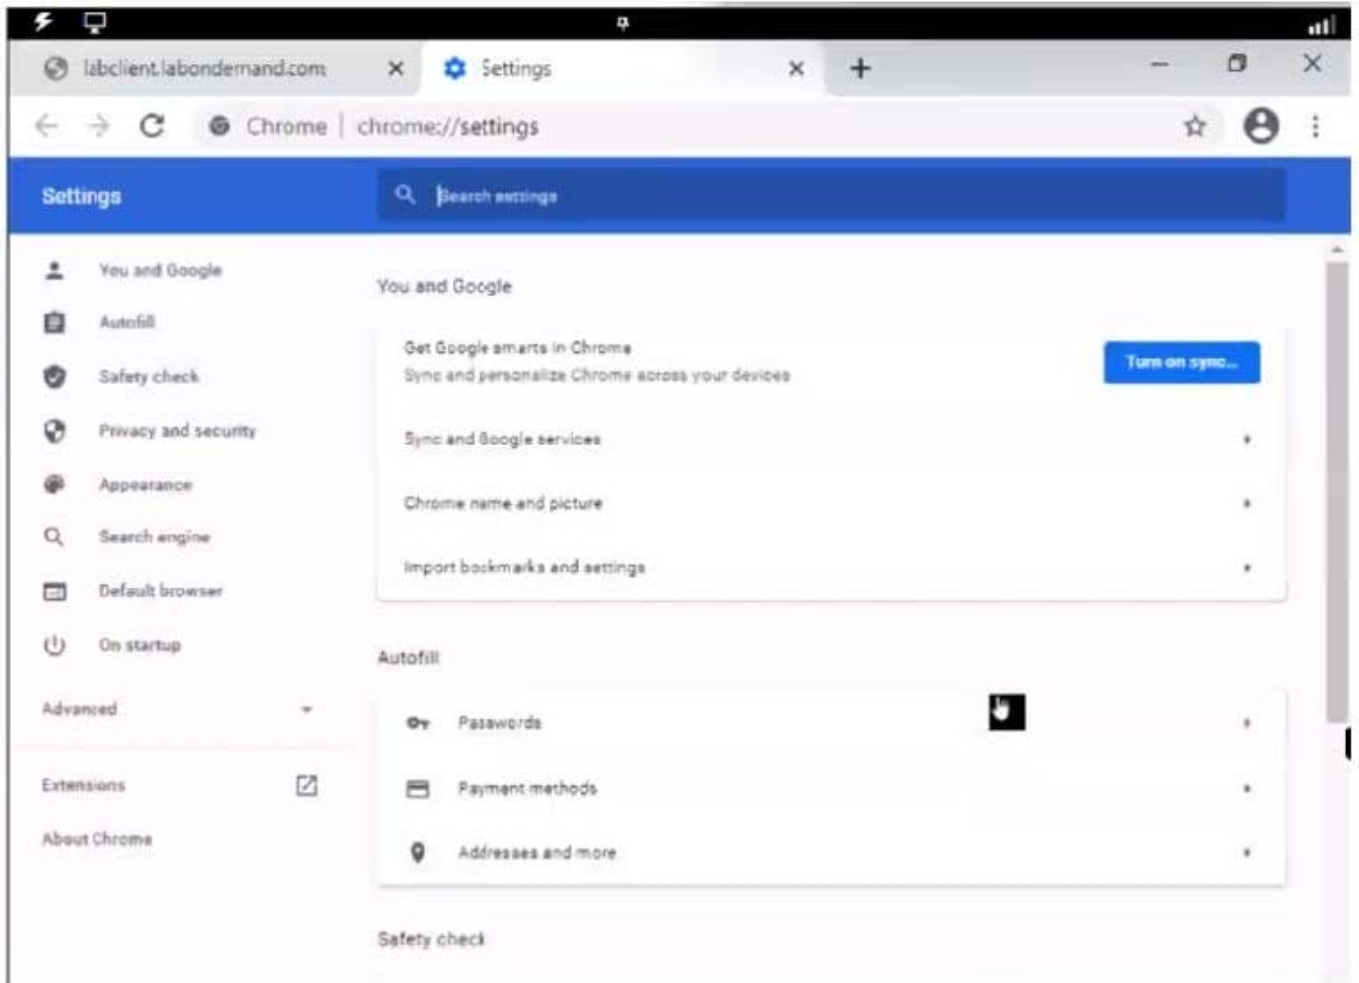 labclient.labondemand.com
Settings
Chrome | chrome://settings
Settings
Search settings
You and Google
Autofill
Safety check
Privacy and security
Appearance
Search engine
Default browser
On startup
Advanced
Extensions
About Chrome
You and Google
Get Google smarts in Chrome
Sync and personalize Chrome across your devices
Turn on sync...
Sync and Google services
Chrome name and picture
Import bookmarks and settings
Autofill
Passwords
Payment methods
Addresses and more
Safety check